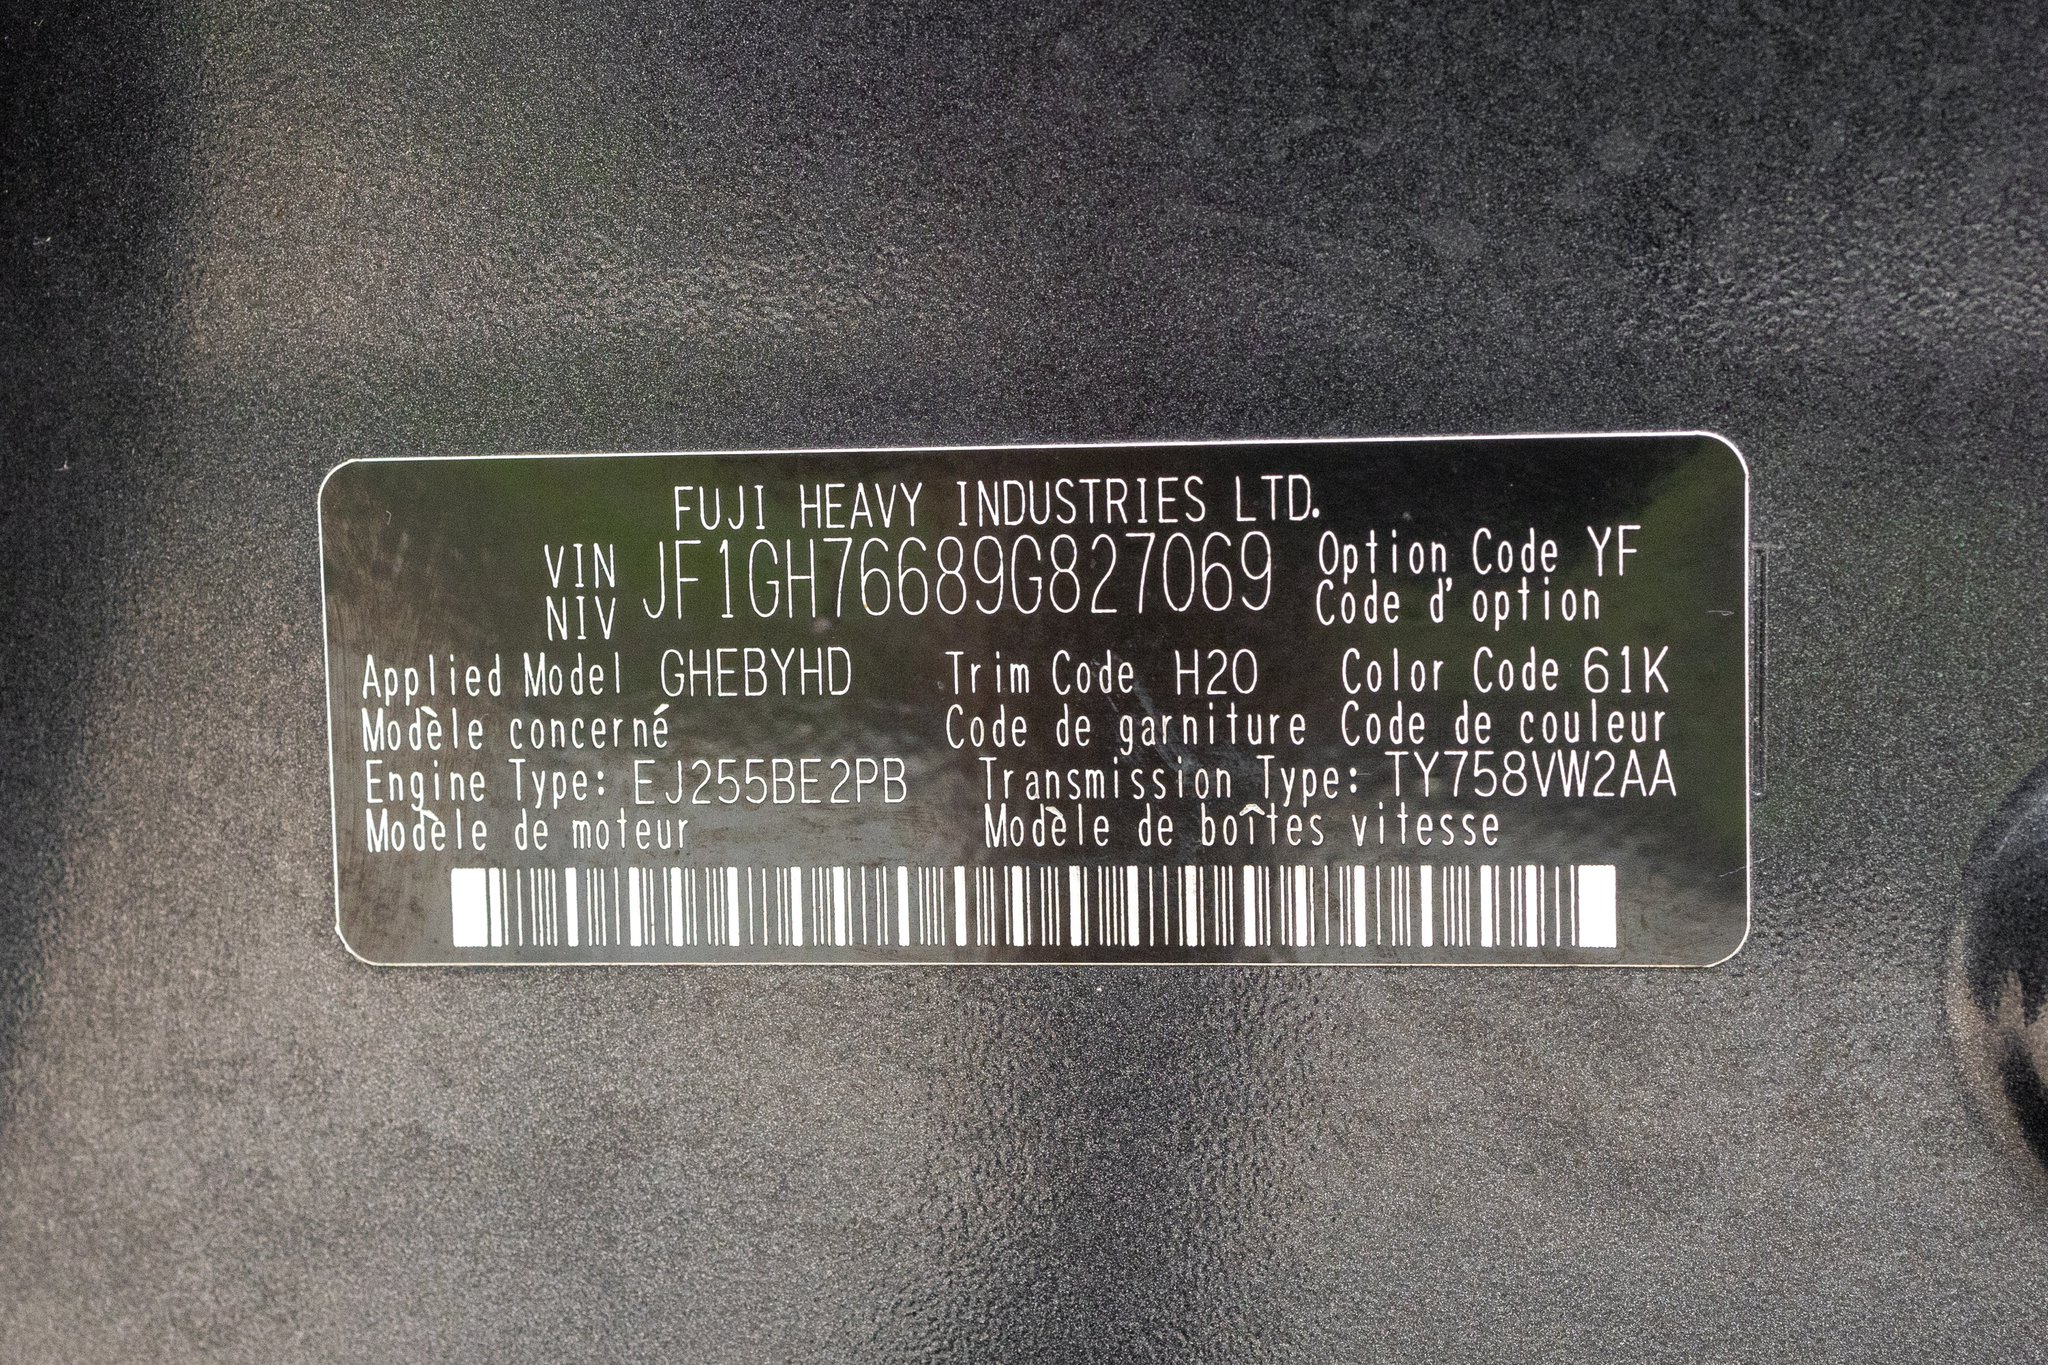 FUJI HEAVY INDUSTRIES LTD.
VIN JF1GH76689G827069 Option Code YF
NIV Code d'option
Applied Model GHEBYHD Trim Code H20 Color Code 61K
Modèle concerné Code de garniture Code de couleur
Engine Type: EJ255BE2PB Transmission Type: TY758VW2AA
Modèle de moteur Modèle de boîtes vitesse